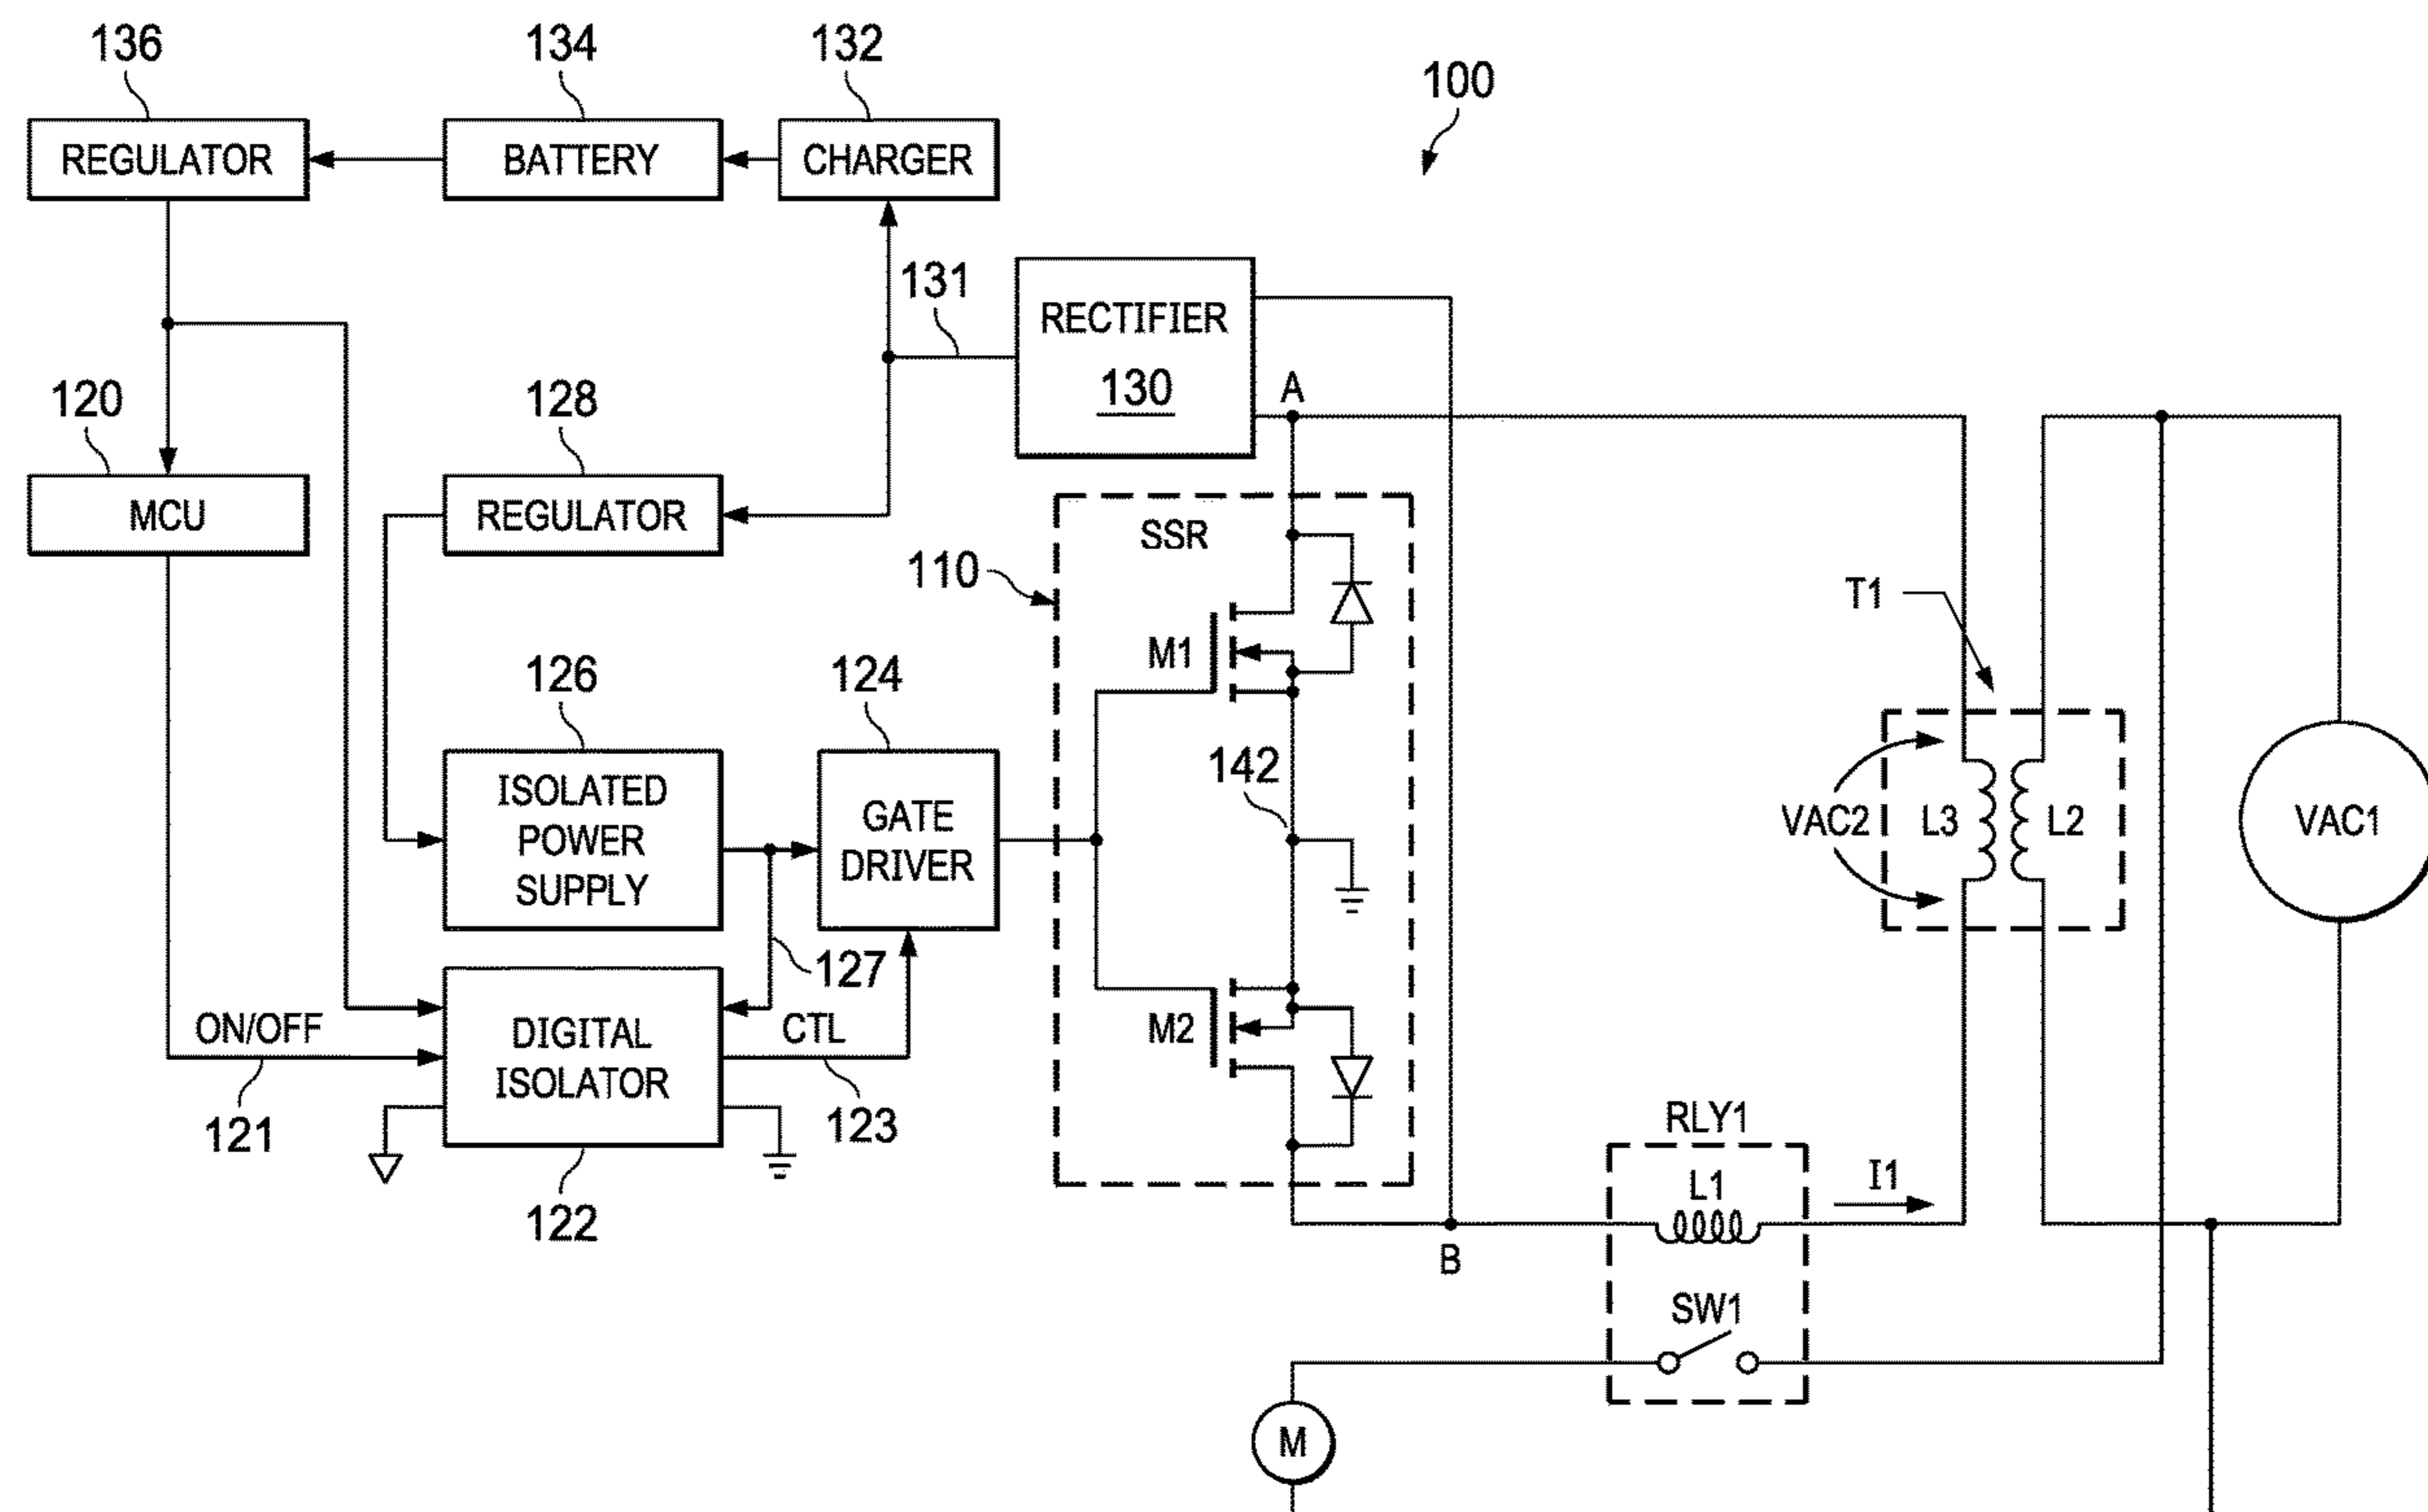 136
134
132
100
REGULATOR
BATTERY
CHARGER
131
RECTIFIER
130
A
120
128
MCU
REGULATOR
SSR
110
T1
M1
126
124
142
ISOLATED
POWER
SUPPLY
GATE
DRIVER
VAC2
L3
L2
VAC1
127
ON/OFF
CTL
M2
DIGITAL
ISOLATOR
121
123
RLY1
L1
I1
122
B
SW1
M